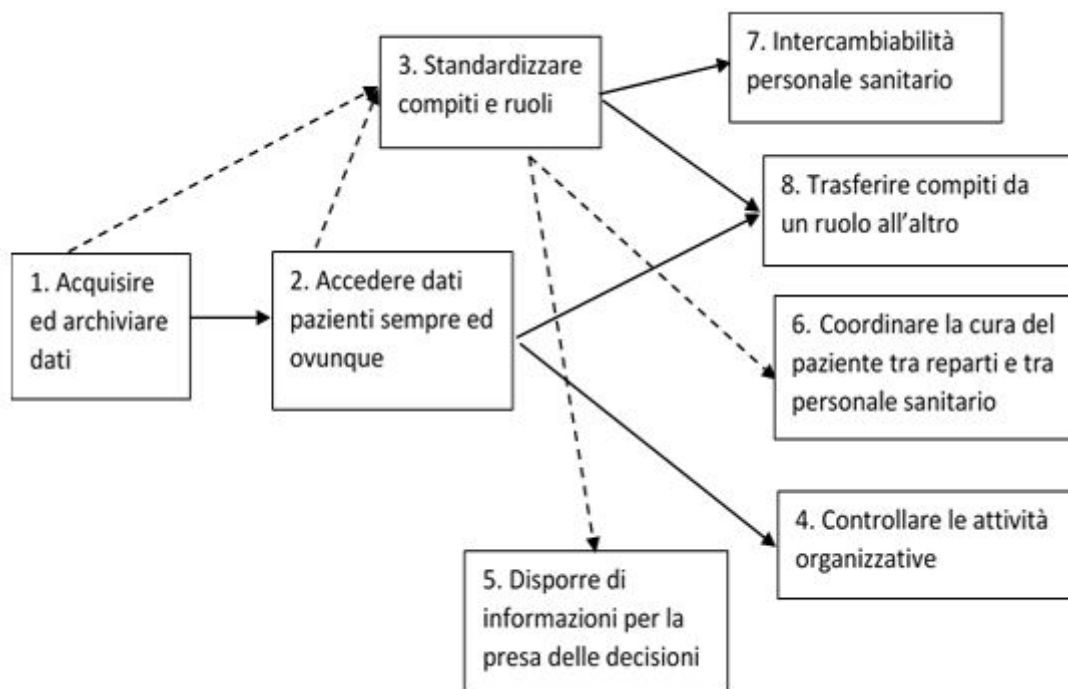 7. Intercambiabilità
personale sanitario
3. Standardizzare
compiti e ruoli
8. Trasferire compiti da
un ruolo all'altro
1. Acquisire
ed archiviare
dati
2. Accedere dati
pazienti sempre ed
ovunque
6. Coordinare la cura del
paziente tra reparti e tra
personale sanitario
4. Controllare le attività
organizzative
5. Disporre di
informazioni per la
presa delle decisioni